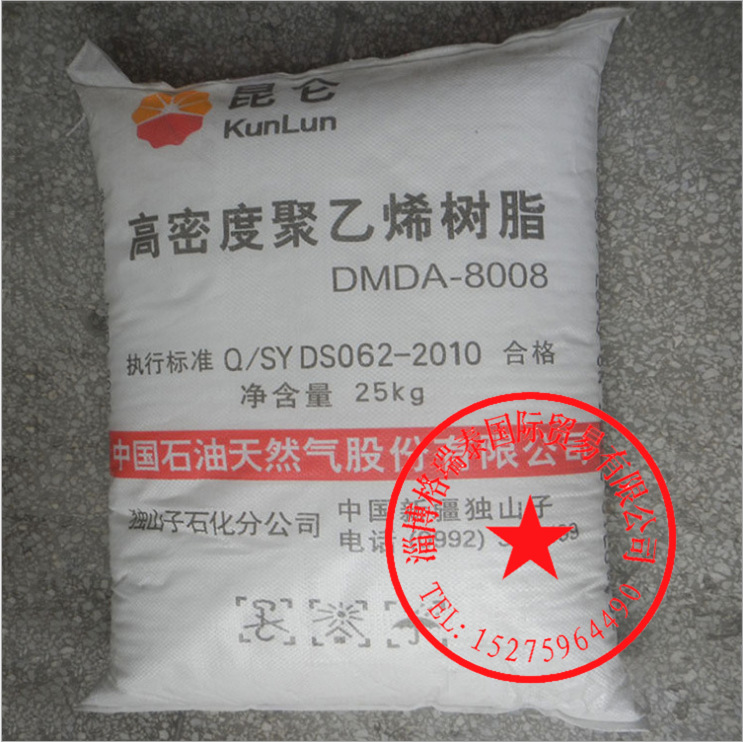 昆仑
KunLun
高密度聚乙烯树脂
DMDA-8008
执行标准 Q/SY DS062-2010 合格
净含量 25kg
中国石油天然气股份有限公司
独山子石化分公司
中国新疆独山子
电话 (0992)
淄博格瑞泰国际贸易有限公司
TEL: 15275964490